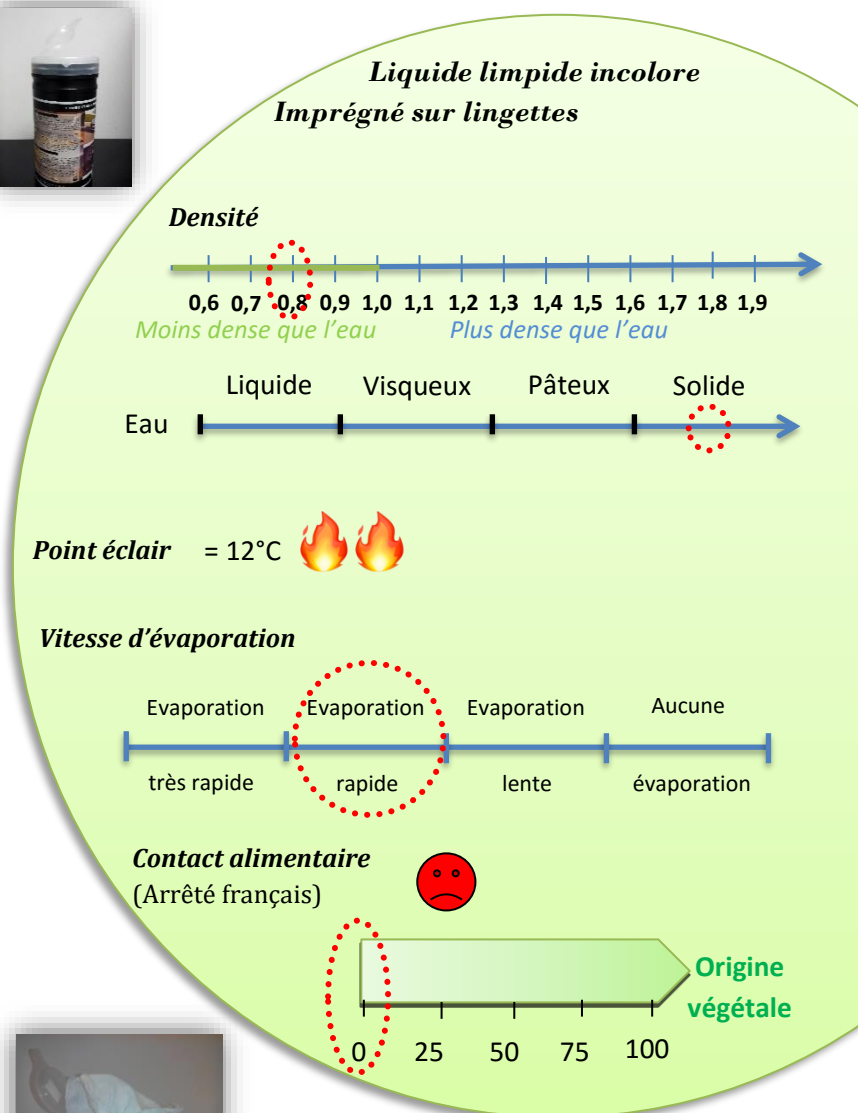 Liquide limpide incolore
Imprégné sur lingettes
Densité
0,6 0,7 0,8 0,9 1,0 1,1 1,2 1,3 1,4 1,5 1,6 1,7 1,8 1,9
Moins dense que l'eau Plus dense que l'eau
Liquide Visqueux Pâteux Solide
Eau
Point éclair = 12°C
Vitesse d'évaporation
Evaporation Evaporation Evaporation Aucune
très rapide rapide lente évaporation
Contact alimentaire
(Arrêté français)
Origine
végétale
0 25 50 75 100